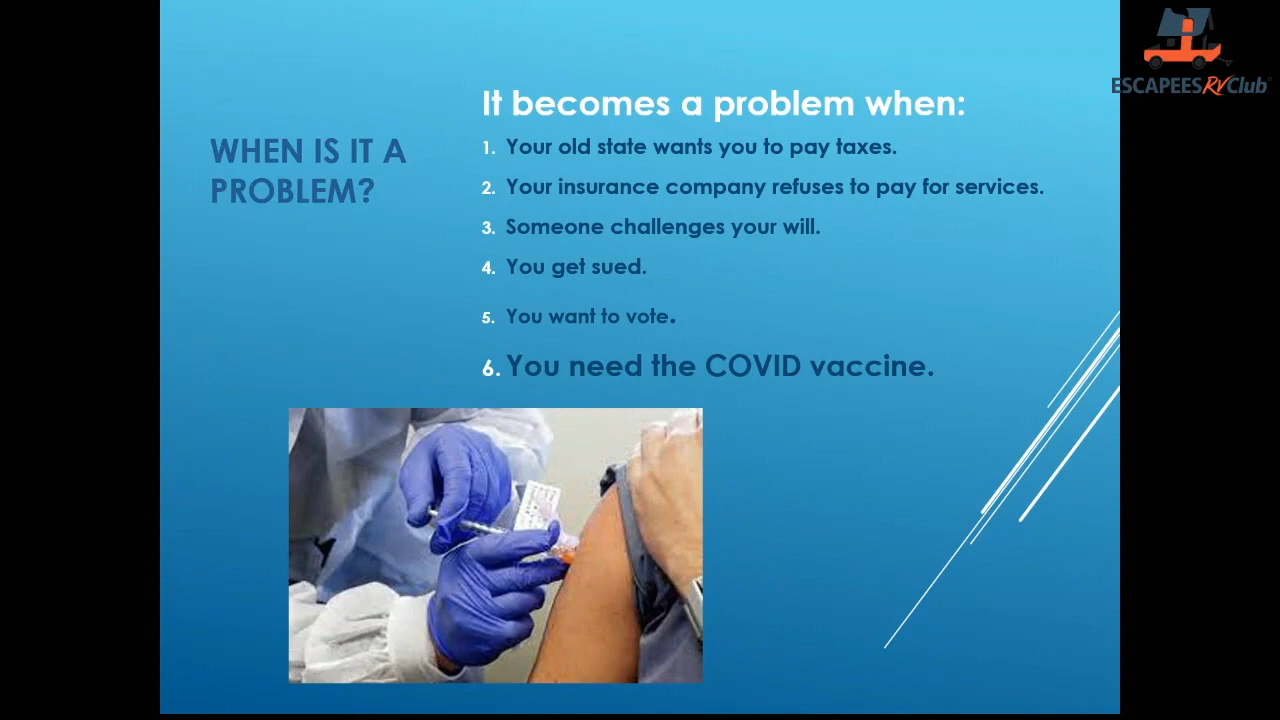 ESCAPEES RV Club
WHEN IS IT A
PROBLEM?
It becomes a problem when:
1. Your old state wants you to pay taxes.
2. Your insurance company refuses to pay for services.
3. Someone challenges your will.
4. You get sued.
5. You want to vote.
6. You need the COVID vaccine.